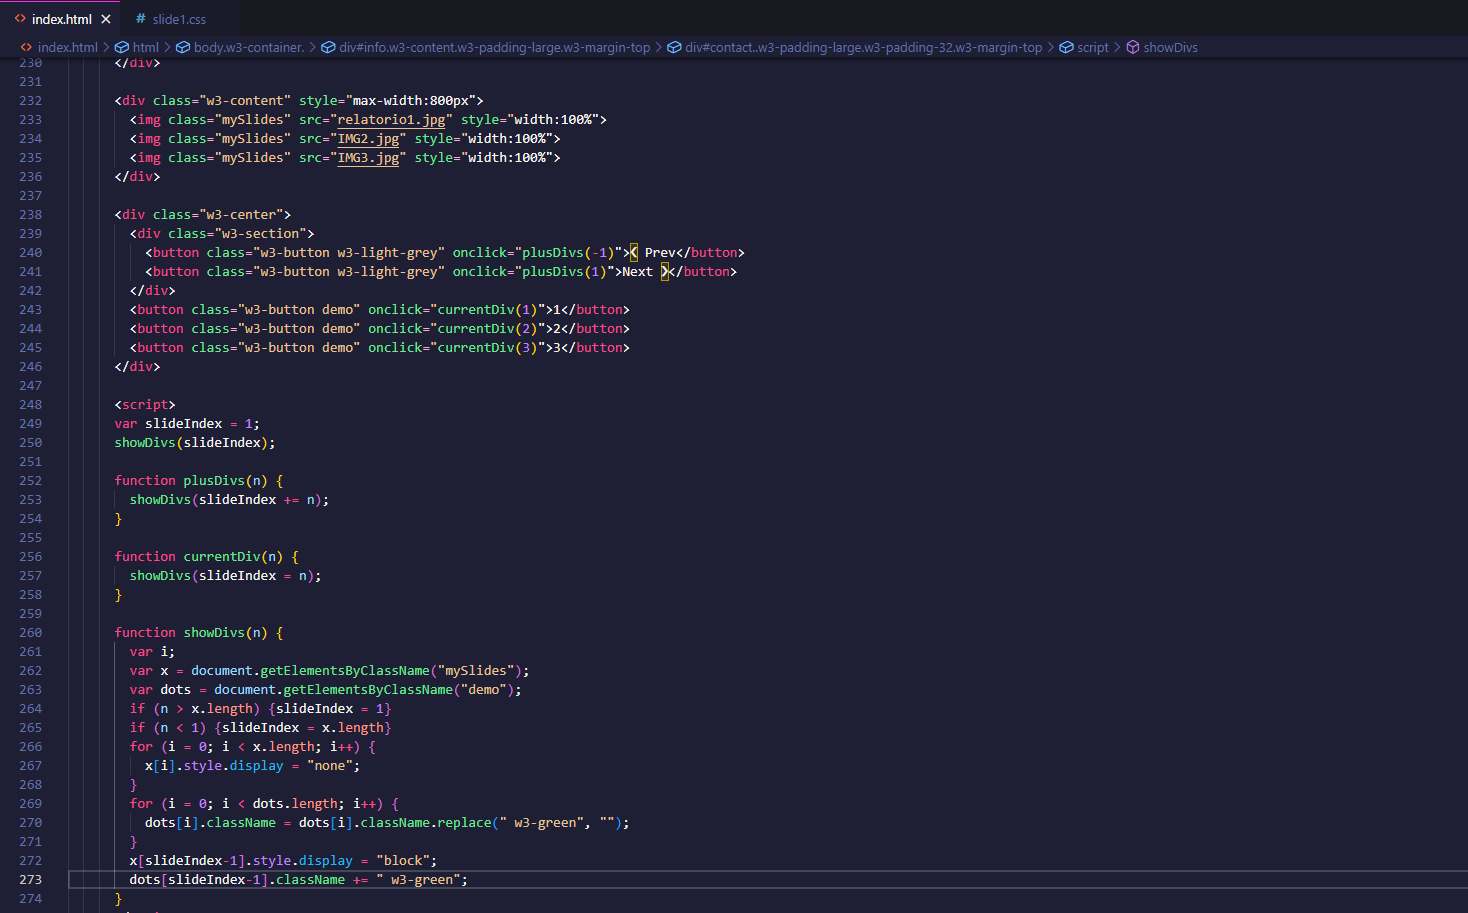 index.html
slide1.css
index.html > html > body.w3-container. > div#info.w3-content.w3-padding-large.w3-margin-top > div#contact..w3-padding-large.w3-padding-32.w3-margin-top > script > showDivs
230 </div>
231
232 <div class="w3-content" style="max-width:800px">
233 <img class="mySlides" src="relatorio1.jpg" style="width:100%">
234 <img class="mySlides" src="IMG2.jpg" style="width:100%">
235 <img class="mySlides" src="IMG3.jpg" style="width:100%">
236 </div>
237
238 <div class="w3-center">
239 <div class="w3-section">
240 <button class="w3-button w3-light-grey" onclick="plusDivs(-1)">❮ Prev</button>
241 <button class="w3-button w3-light-grey" onclick="plusDivs(1)">Next ❯</button>
242 </div>
243 <button class="w3-button demo" onclick="currentDiv(1)">1</button>
244 <button class="w3-button demo" onclick="currentDiv(2)">2</button>
245 <button class="w3-button demo" onclick="currentDiv(3)">3</button>
246 </div>
247
248 <script>
249 var slideIndex = 1;
250 showDivs(slideIndex);
251
252 function plusDivs(n) {
253 showDivs(slideIndex += n);
254 }
255
256 function currentDiv(n) {
257 showDivs(slideIndex = n);
258 }
259
260 function showDivs(n) {
261 var i;
262 var x = document.getElementsByClassName("mySlides");
263 var dots = document.getElementsByClassName("demo");
264 if (n > x.length) {slideIndex = 1}
265 if (n < 1) {slideIndex = x.length}
266 for (i = 0; i < x.length; i++) {
267 x[i].style.display = "none";
268 }
269 for (i = 0; i < dots.length; i++) {
270 dots[i].className = dots[i].className.replace(" w3-green", "");
271 }
272 x[slideIndex-1].style.display = "block";
273 dots[slideIndex-1].className += " w3-green";
274 }